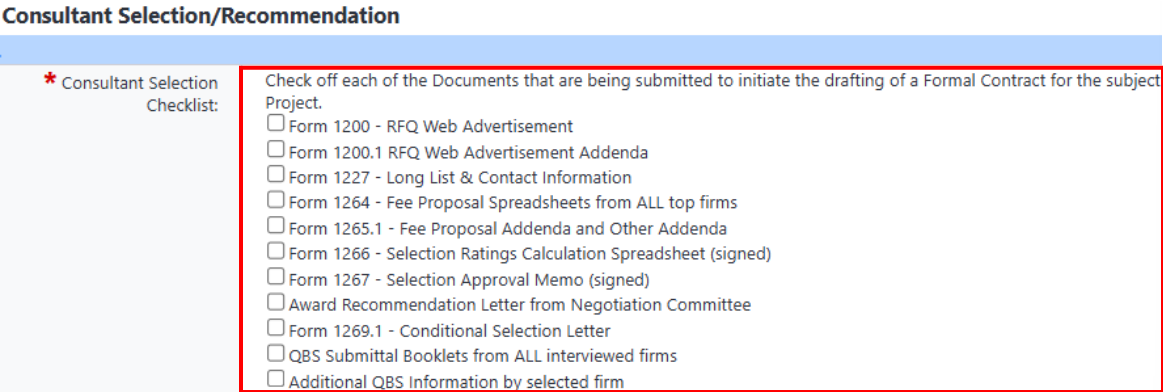 Consultant Selection/Recommendation
* Consultant Selection Checklist:
Check off each of the Documents that are being submitted to initiate the drafting of a Formal Contract for the subject
Project.
Form 1200 - RFQ Web Advertisement
Form 1200.1 RFQ Web Advertisement Addenda
Form 1227 - Long List & Contact Information
Form 1264 - Fee Proposal Spreadsheets from ALL top firms
Form 1265.1 - Fee Proposal Addenda and Other Addenda
Form 1266 - Selection Ratings Calculation Spreadsheet (signed)
Form 1267 - Selection Approval Memo (signed)
Award Recommendation Letter from Negotiation Committee
Form 1269.1 - Conditional Selection Letter
QBS Submittal Booklets from ALL interviewed firms
Additional QBS Information by selected firm